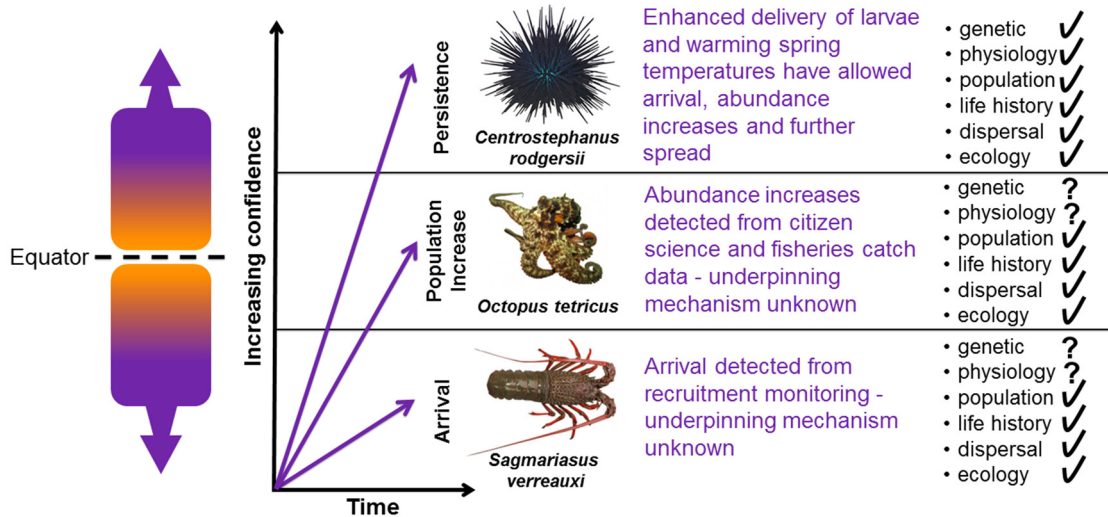 Equator
Increasing confidence
Time
Persistence
Centrostephanus
rodgersii
Enhanced delivery of larvae
and warming spring
temperatures have allowed
arrival, abundance
increases and further
spread
• genetic ✓
• physiology ✓
• population ✓
• life history ✓
• dispersal ✓
• ecology ✓
Population
Increase
Octopus tetricus
Abundance increases
detected from citizen
science and fisheries catch
data - underpinning
mechanism unknown
• genetic ?
• physiology ?
• population ✓
• life history ✓
• dispersal ✓
• ecology ✓
Arrival
Sagmariasus
verreauxi
Arrival detected from
recruitment monitoring -
underpinning mechanism
unknown
• genetic ?
• physiology ?
• population ✓
• life history ✓
• dispersal ✓
• ecology ✓